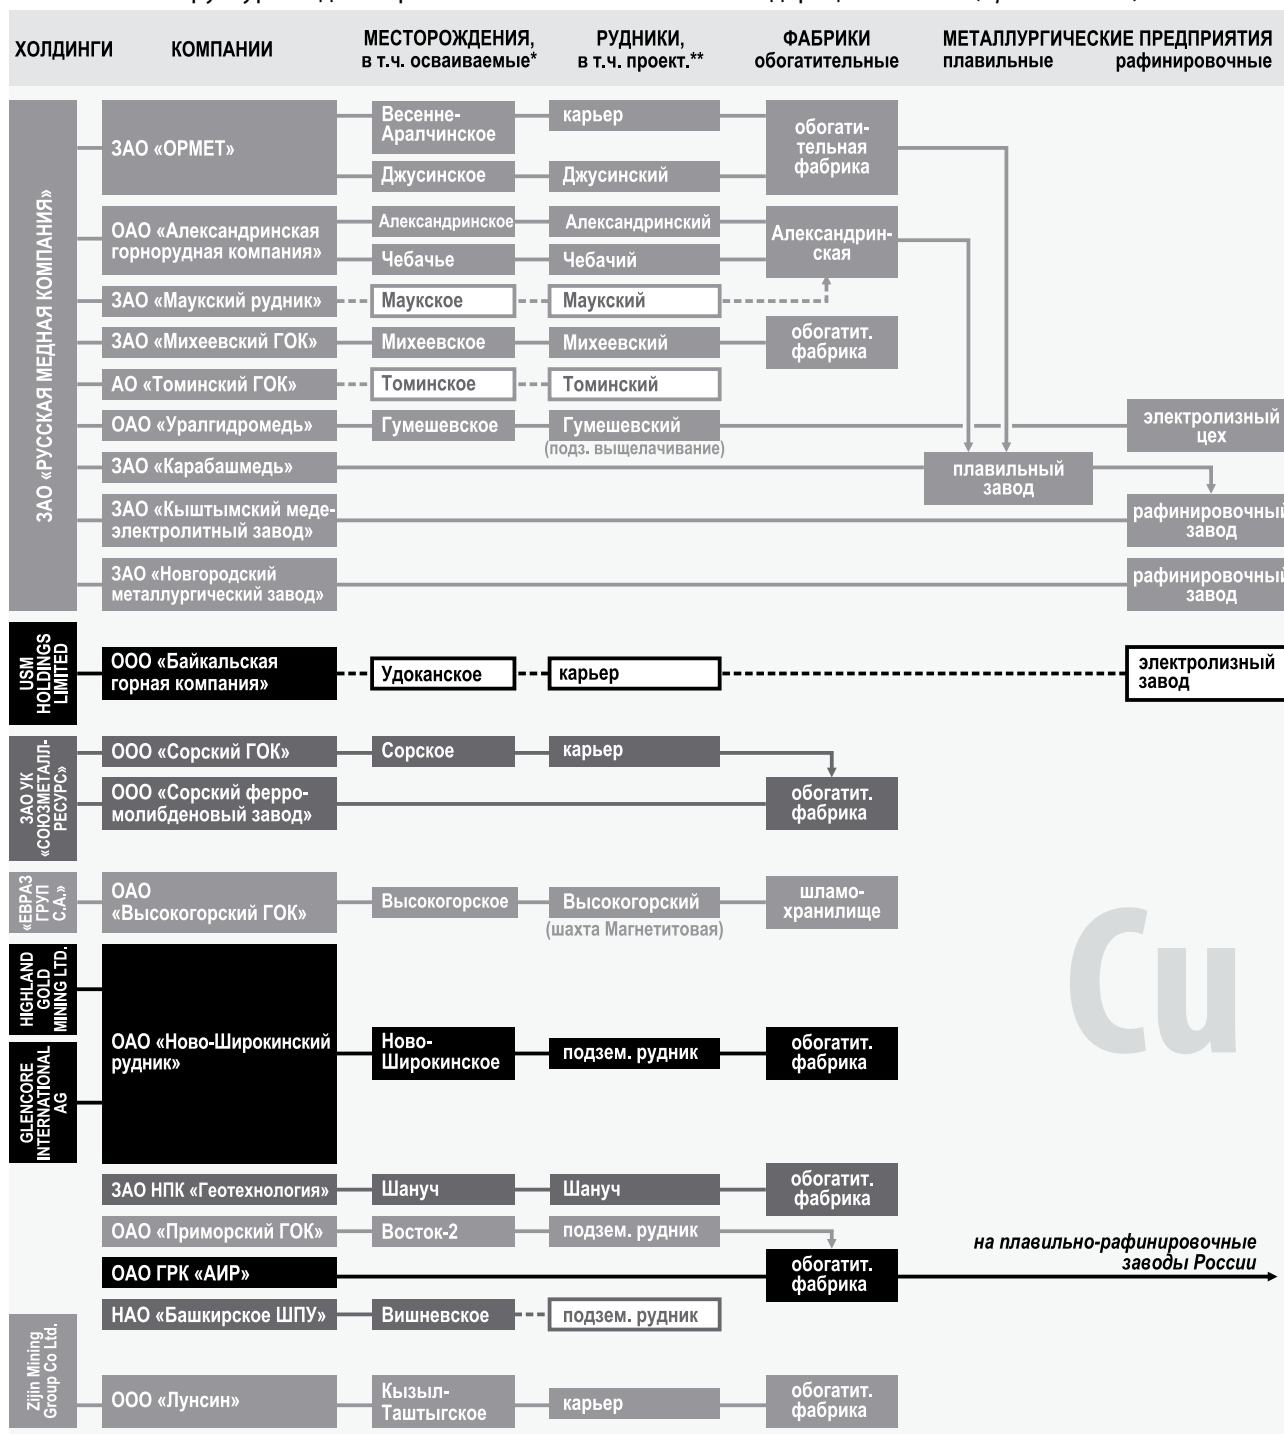 ХОЛДИНГИ
КОМПАНИИ
МЕСТОРОЖДЕНИЯ,
в т.ч. осваиваемые*
РУДНИКИ,
в т.ч. проект.**
ФАБРИКИ
обогатительные
МЕТАЛЛУРГИЧЕСКИЕ ПРЕДПРИЯТИЯ
плавильные
рафинировочные
ЗАО «РУССКАЯ МЕДНАЯ КОМПАНИЯ»
ЗАО «ОРМЕТ»
Весенне-
Аралчинское
карьер
Джусинское
Джусинский
обогати-
тельная
фабрика
ОАО «Александринская
горнорудная компания»
Александринское
Александринский
Чебачье
Чебачий
Александрин-
ская
ЗАО «Маукский рудник»
Маукское
Маукский
ЗАО «Михеевский ГОК»
Михеевское
Михеевский
обогатит.
фабрика
АО «Томинский ГОК»
Томинское
Томинский
ОАО «Уралгидромедь»
Гумешевское
Гумешевский
(подз. выщелачивание)
электролизный
цех
ЗАО «Карабашмедь»
плавильный
завод
ЗАО «Кыштымский меде-
электролитный завод»
рафинировочный
завод
ЗАО «Новгородский
металлургический завод»
рафинировочный
завод
USM
HOLDINGS
LIMITED
ООО «Байкальская
горная компания»
Удоканское
карьер
электролизный
завод
ЗАО УК
«СОЮЗМЕТАЛЛ-
РЕСУРС»
ООО «Сорский ГОК»
Сорское
карьер
ООО «Сорский ферро-
молибденовый завод»
обогатит.
фабрика
«ЕВРАЗ
ГРУП
С.А.»
ОАО
«Высокогорский ГОК»
Высокогорское
Высокогорский
(шахта Магнетитовая)
шламо-
хранилище
HIGHLAND
GOLD
MINING LTD.
GLENCORE
INTERNATIONAL
AG
ОАО «Ново-Широкинский
рудник»
Ново-
Широкинское
подзем. рудник
обогатит.
фабрика
Cu
ЗАО НПК «Геотехнология»
Шануч
Шануч
обогатит.
фабрика
ОАО «Приморский ГОК»
Восток-2
подзем. рудник
ОАО ГРК «АИР»
обогатит.
фабрика
на плавильно-рафинировочные
заводы России
НАО «Башкирское ШПУ»
Вишневское
подзем. рудник
Zijin Mining
Group Co Ltd.
ООО «Лунсин»
Кызыл-
Таштыгское
карьер
обогатит.
фабрика